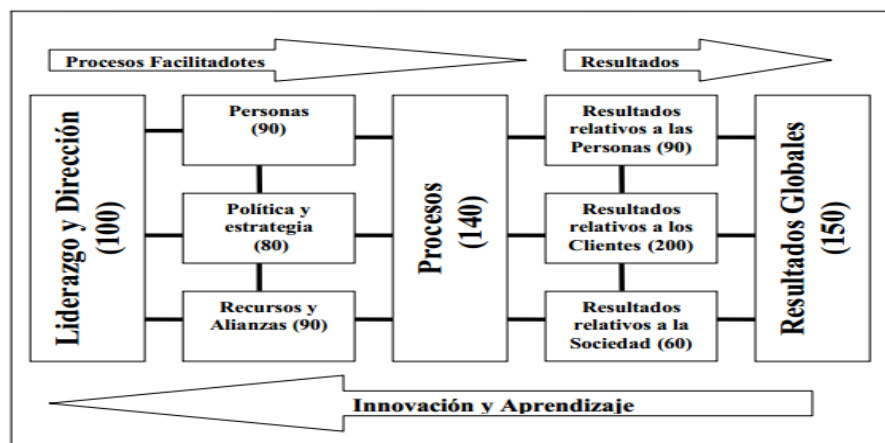 Procesos Facilitadotes
Resultados
Liderazgo y Dirección
(100)
Personas
(90)
Política y
estrategia
(80)
Recursos y
Alianzas (90)
Procesos
(140)
Resultados
relativos a las
Personas (90)
Resultados
relativos a los
Clientes (200)
Resultados
relativos a la
Sociedad (60)
Resultados Globales
(150)
Innovación y Aprendizaje